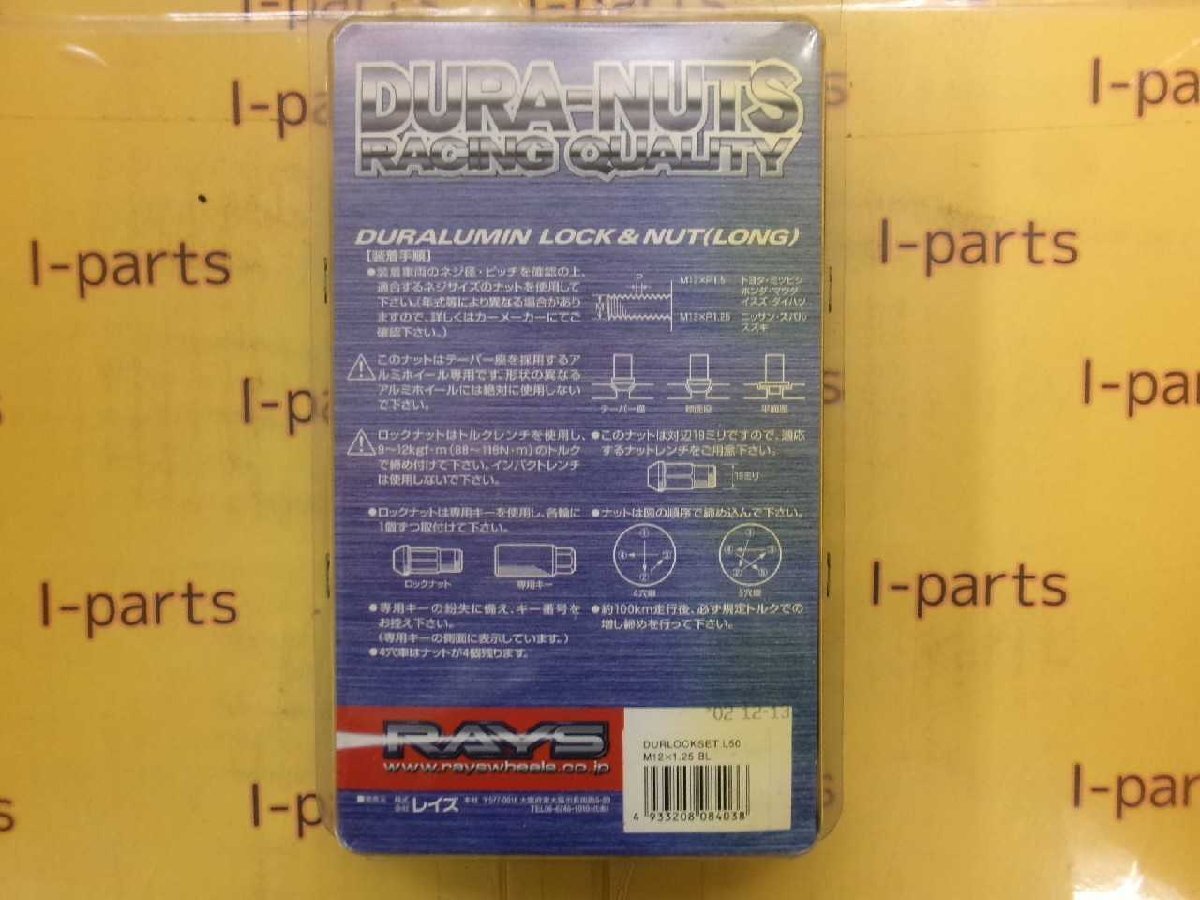 I-parts
DURA-NUTS
RACING QUALITY
DURALUMIN LOCK & NUT(LONG)
[装着手順]
●装着車両のネジ径・ピッチを確認の上、
適合するネジサイズのナットを使用して
下さい。(年式等により異なる場合があり
ますので、詳しくはカーメーカーにてご
確認下さい。)
M12×P1.5
トヨタ・ミツビシ
ホンダ・マツダ
イスズ・ダイハツ
M12×P1.25
ニッサン・スバル
スズキ
このナットはテーパー座を採用するア
ルミホイール専用です。形状の異なる
アルミホイールには絶対に使用しない
で下さい。
テーパー座
球面座
平面座
ロックナットはトルクレンチを使用し、
9〜12kgf·m(88〜118N·m)のトルク
で締め付けて下さい。インパクトレンチ
は使用しないで下さい。
●このナットは対辺19ミリですので、適応
するナットレンチをご用意下さい。
19ミリ
●ロックナットは専用キーを使用し、各輪に
1個ずつ取付けて下さい。
ロックナット
専用キー
●ナットは図の順序で締め込んで下さい。
4穴車
5穴車
●専用キーの紛失に備え、キー番号を
お控え下さい。
(専用キーの側面に表示しています。)
●4穴車はナットが4個残ります。
●約100km走行後、必ず規定トルクでの
増し締めを行って下さい。
RAYS
www.rayswheels.co.jp
株式会社 レイズ 本社
'02 12-13
DURLOCKSET L50
M12×1.25 BL
4 933208 084038
I-parts
I-parts
I-parts
I-parts
I-parts
I-parts
I-parts